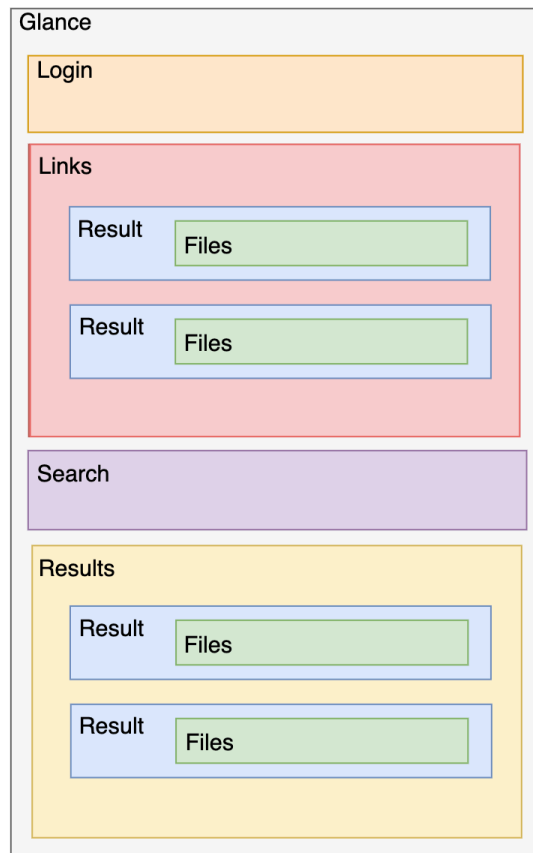 Glance
Login
Links
Result
Files
Result
Files
Search
Results
Result
Files
Result
Files